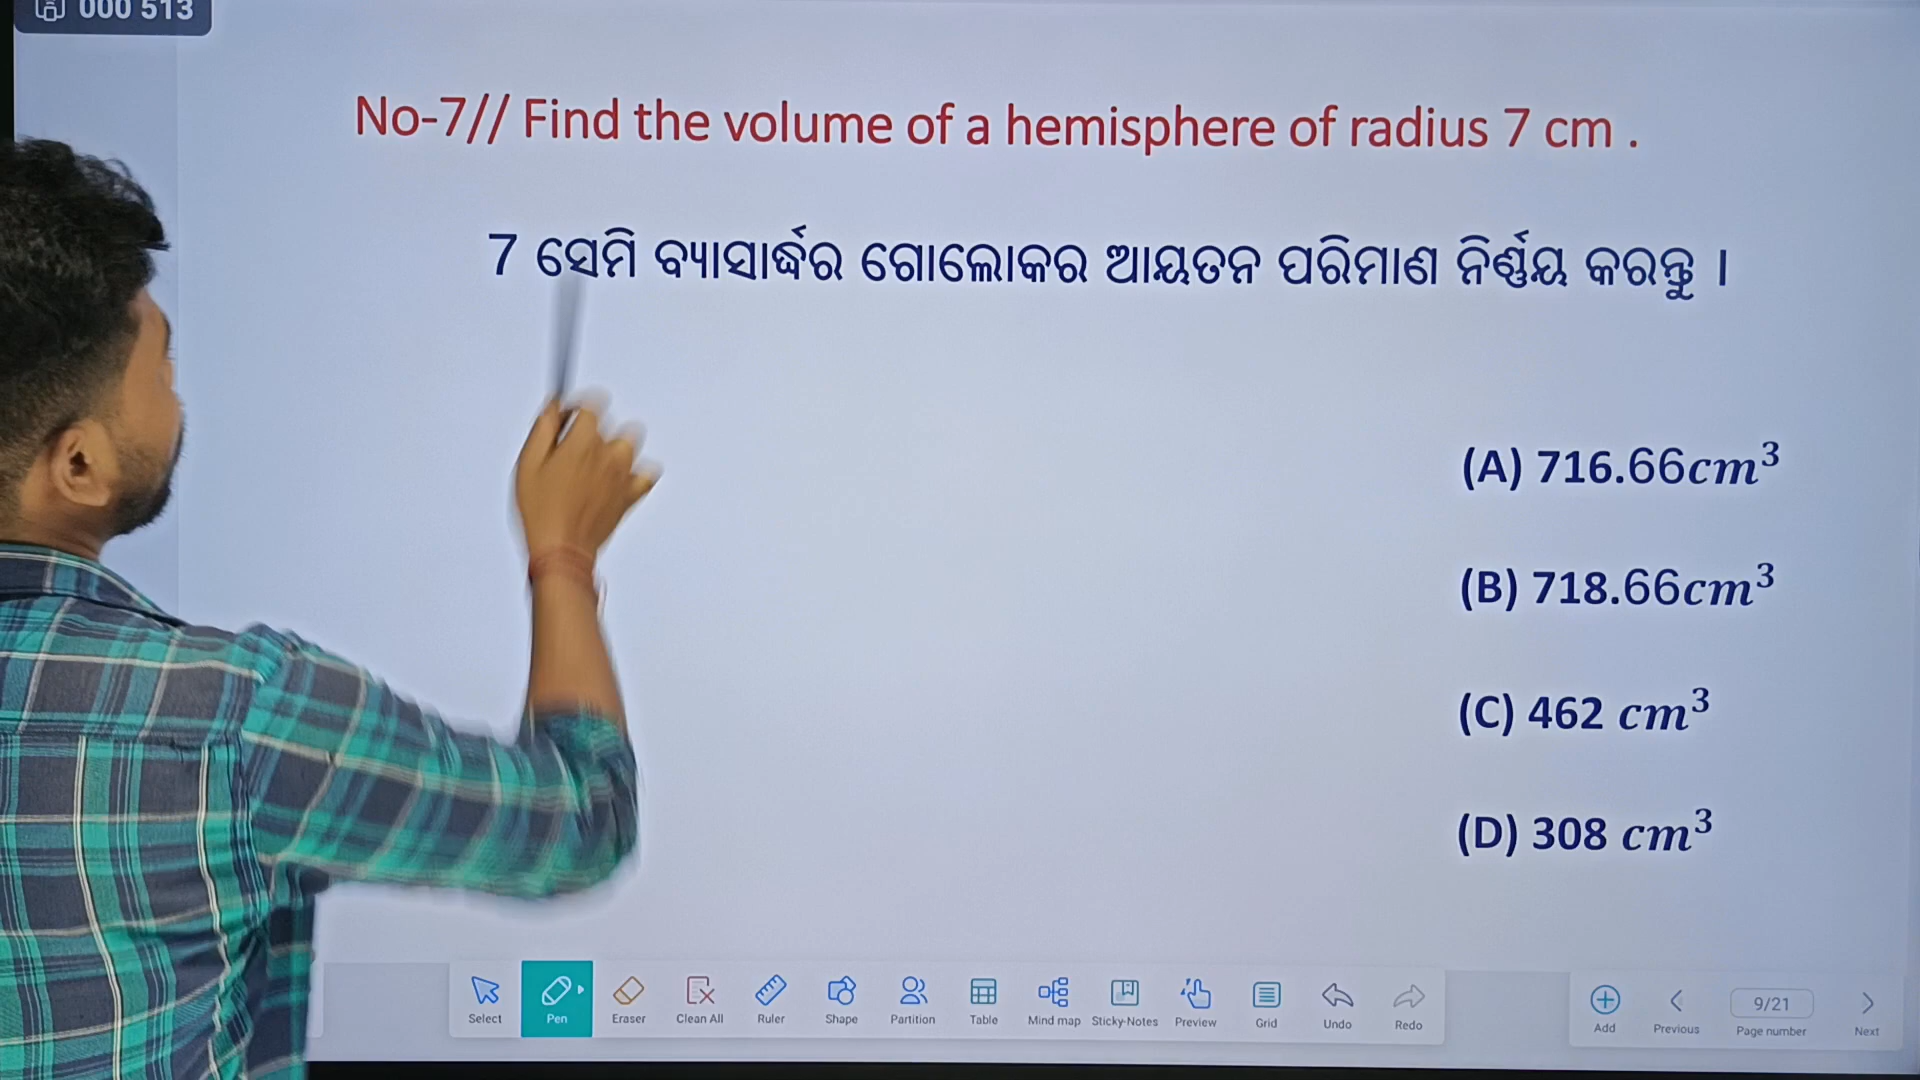 000 513
No-7// Find the volume of a hemisphere of radius 7 cm .
7 ସେମି ବ୍ୟାସାର୍ଦ୍ଧର ଗୋଲୋକର ଆୟତନ ପରିମାଣ ନିର୍ଣ୍ଣୟ କରନ୍ତୁ ।
(A) 716.66cm³
(B) 718.66cm³
(C) 462 cm³
(D) 308 cm³
Select Pen Eraser Clean All Ruler Shape Partition Table Mind map Sticky-Notes Preview Grid Undo Redo
Add Previous 9/21 Page number Next